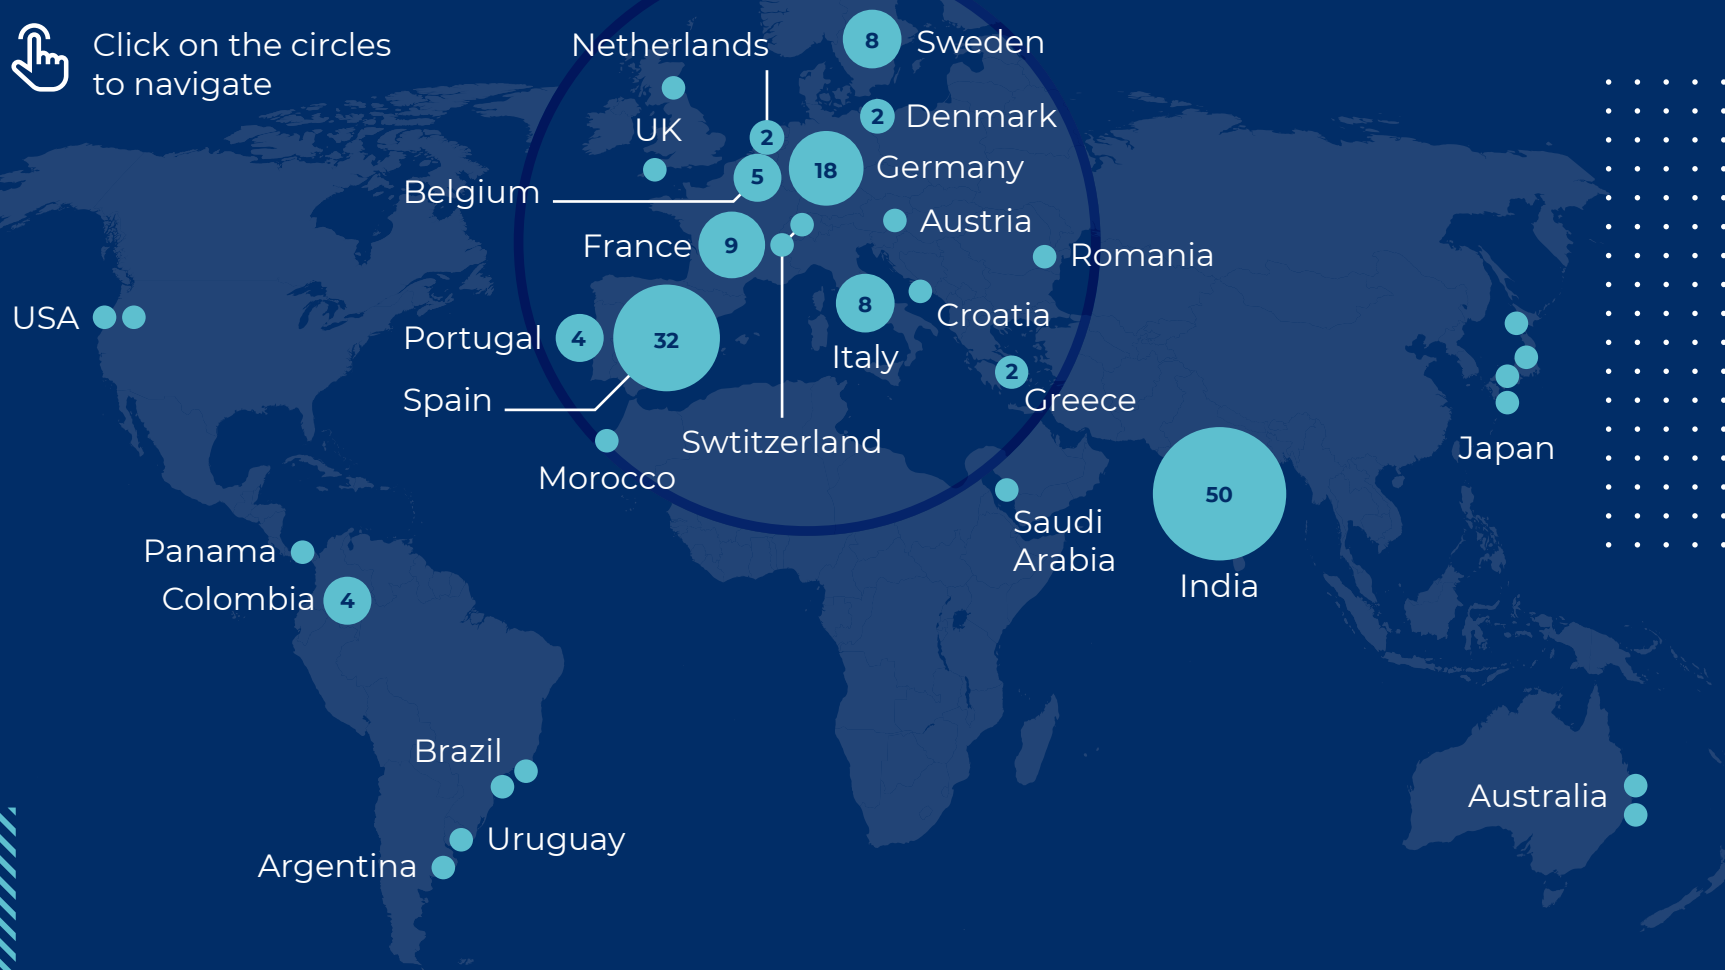 Click on the circles
to navigate
Netherlands
8 Sweden
UK
2
2 Denmark
Belgium
5
18 Germany
France 9
Austria
Romania
USA
Portugal 4
32
8
Croatia
Italy
Spain
2
Greece
Swtitzerland
Morocco
Japan
50
Saudi
Arabia
India
Panama
Colombia 4
Brazil
Uruguay
Argentina
Australia